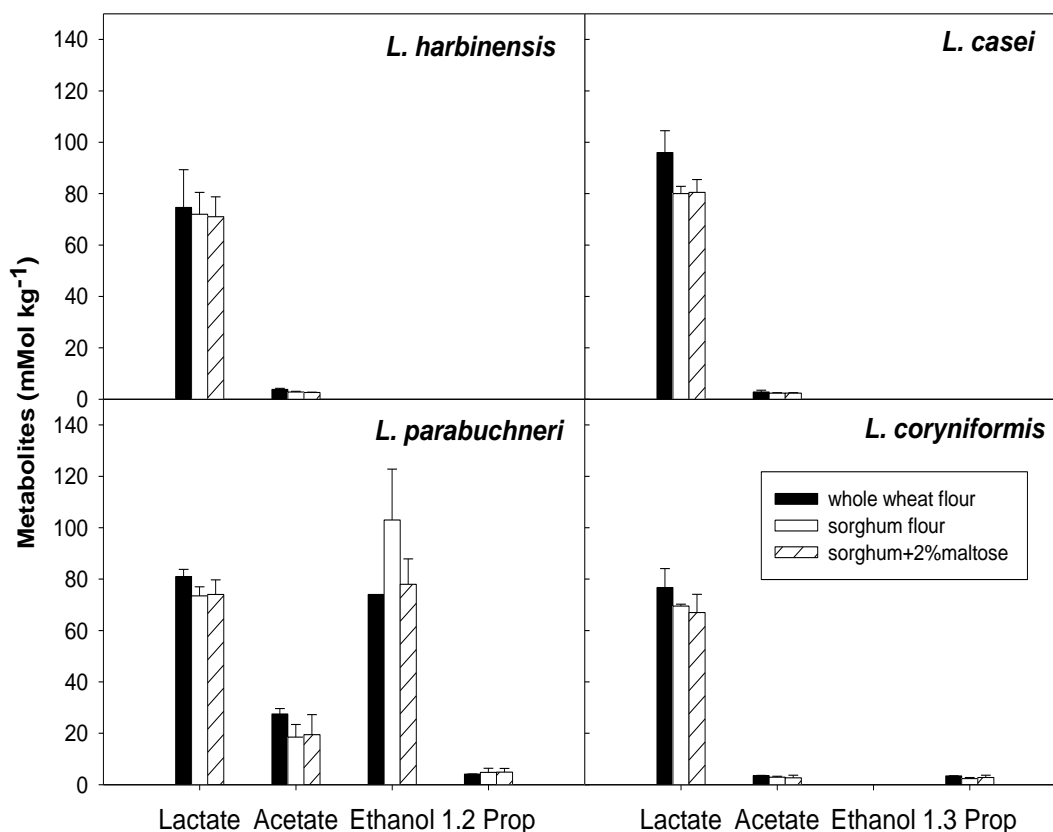 Metabolites (mMol kg-1)
140
120
100
80
60
40
20
0
L. harbinensis
L. casei
140
120
100
80
60
40
20
0
L. parabuchneri
L. coryniformis
whole wheat flour
sorghum flour
sorghum+2%maltose
Lactate Acetate Ethanol 1.2 Prop
Lactate Acetate Ethanol 1.3 Prop